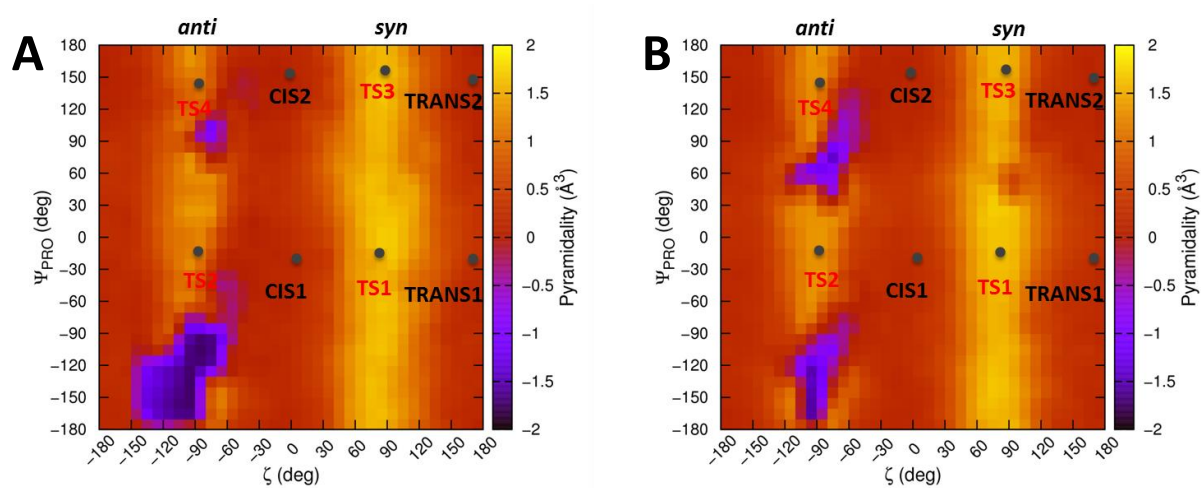 A
anti
syn
180
150
120
90
60
30
0
−30
−60
−90
−120
−150
−180
Ψ PRO (deg)
TS4
CIS2
TS3
TRANS2
TS2
CIS1
TS1
TRANS1
−180
−150
−120
−90
−60
−30
0
30
60
90
120
150
180
ζ (deg)
2
1.5
1
0.5
0
−0.5
−1
−1.5
−2
Pyramidality (Å³)
B
anti
syn
180
150
120
90
60
30
0
−30
−60
−90
−120
−150
−180
Ψ PRO (deg)
TS4
CIS2
TS3
TRANS2
TS2
CIS1
TS1
TRANS1
−180
−150
−120
−90
−60
−30
0
30
60
90
120
150
180
ζ (deg)
2
1.5
1
0.5
0
−0.5
−1
−1.5
−2
Pyramidality (Å³)